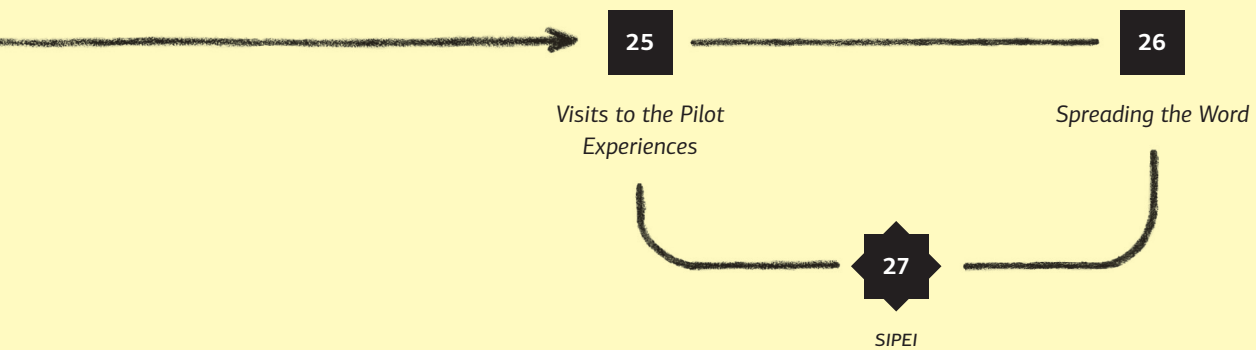 25
26
Visits to the Pilot
Experiences
Spreading the Word
27
SIPEI